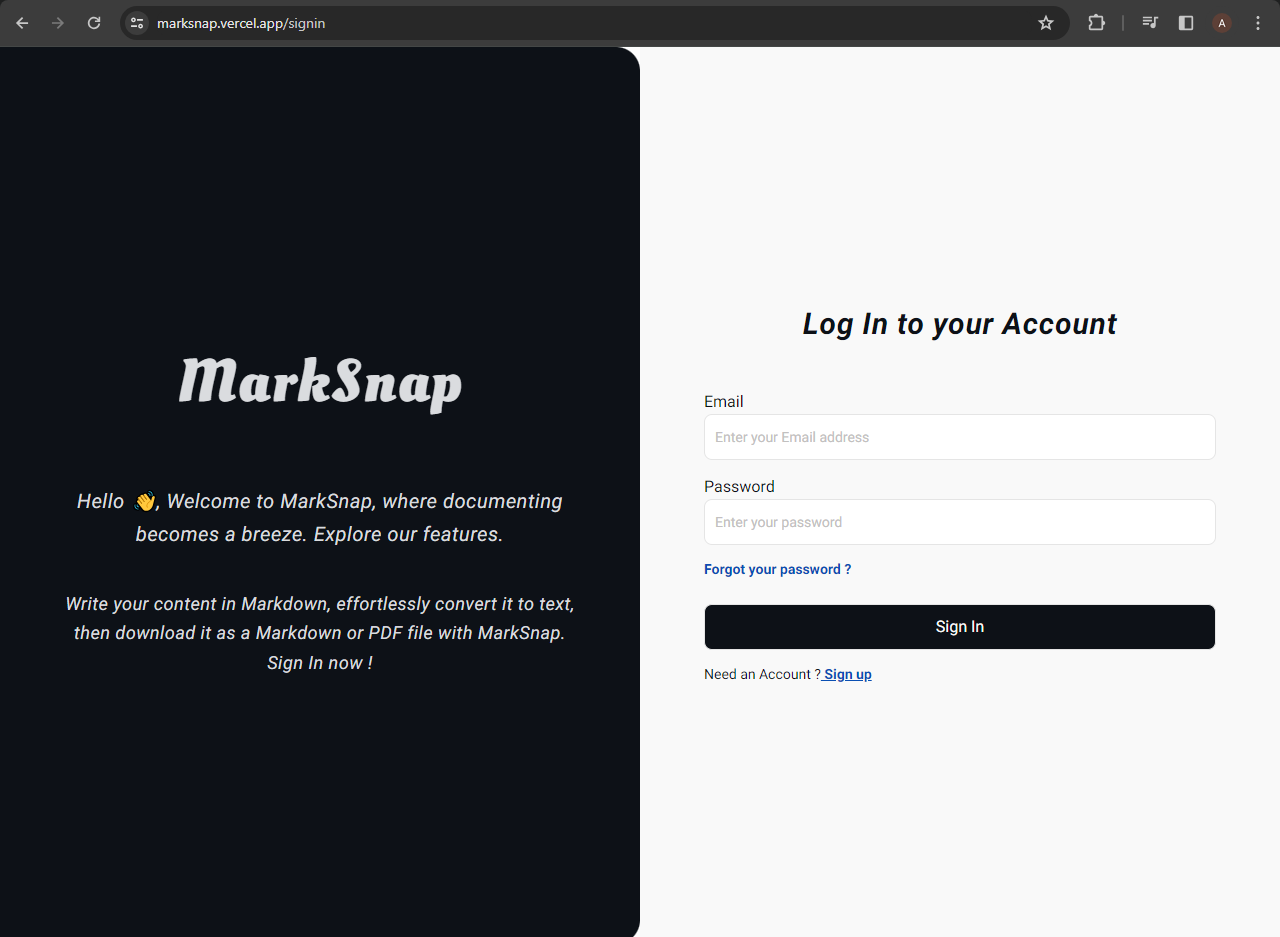 marksnap.vercel.app/signin
A
MarkSnap
Hello 👋, Welcome to MarkSnap, where documenting
becomes a breeze. Explore our features.
Write your content in Markdown, effortlessly convert it to text,
then download it as a Markdown or PDF file with MarkSnap.
Sign In now !
Log In to your Account
Email
Enter your Email address
Password
Enter your password
Forgot your password ?
Sign In
Need an Account ? Sign up